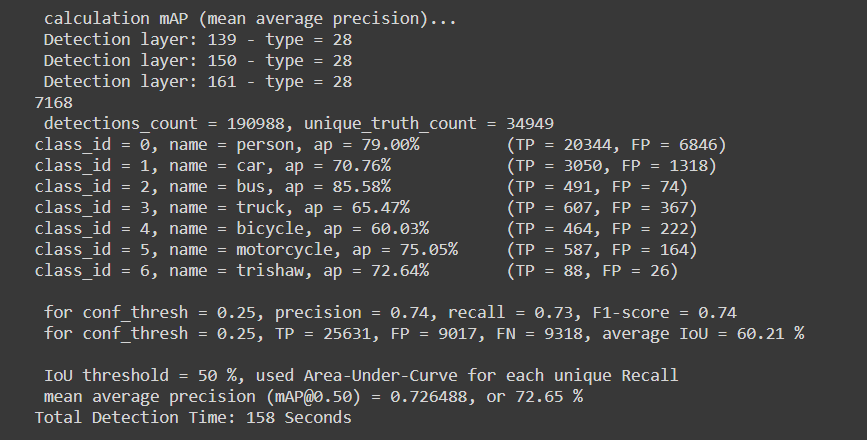 calculation mAP (mean average precision)...
Detection layer: 139 - type = 28
Detection layer: 150 - type = 28
Detection layer: 161 - type = 28
7168
detections_count = 190988, unique_truth_count = 34949
class_id = 0, name = person, ap = 79.00% (TP = 20344, FP = 6846)
class_id = 1, name = car, ap = 70.76% (TP = 3050, FP = 1318)
class_id = 2, name = bus, ap = 85.58% (TP = 491, FP = 74)
class_id = 3, name = truck, ap = 65.47% (TP = 607, FP = 367)
class_id = 4, name = bicycle, ap = 60.03% (TP = 464, FP = 222)
class_id = 5, name = motorcycle, ap = 75.05% (TP = 587, FP = 164)
class_id = 6, name = trishaw, ap = 72.64% (TP = 88, FP = 26)
for conf_thresh = 0.25, precision = 0.74, recall = 0.73, F1-score = 0.74
for conf_thresh = 0.25, TP = 25631, FP = 9017, FN = 9318, average IoU = 60.21 %
IoU threshold = 50 %, used Area-Under-Curve for each unique Recall
mean average precision (mAP@0.50) = 0.726488, or 72.65 %
Total Detection Time: 158 Seconds